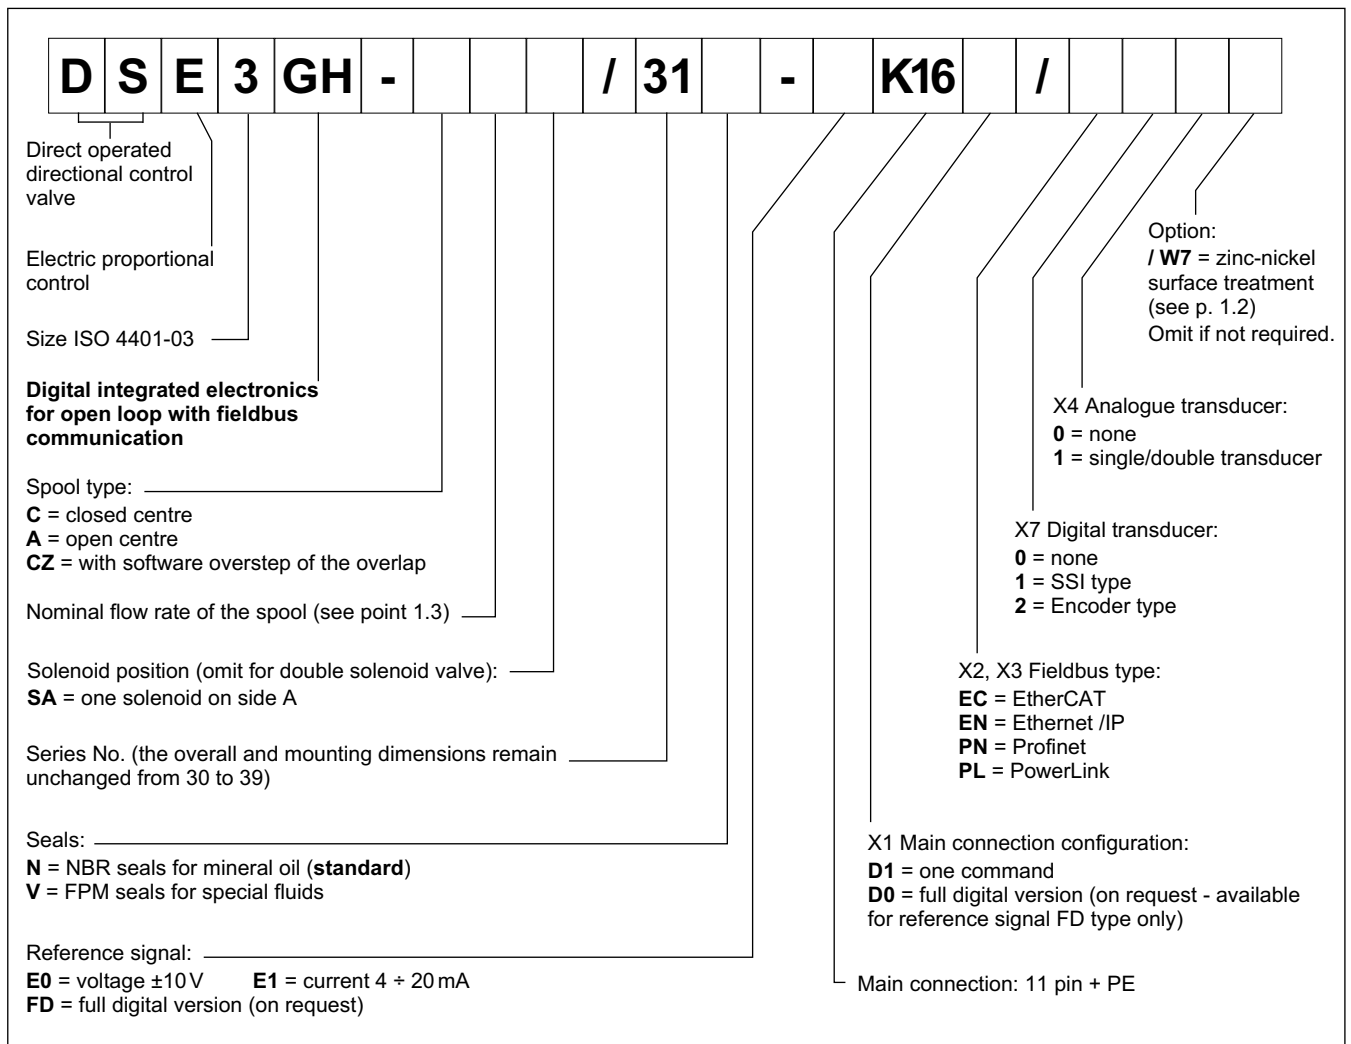 D S E 3 GH - / 31 - K16 /
Direct operated
directional control
valve
Electric proportional
control
Size ISO 4401-03
Digital integrated electronics
for open loop with fieldbus
communication
Spool type:
C = closed centre
A = open centre
CZ = with software overstep of the overlap
Nominal flow rate of the spool (see point 1.3)
Solenoid position (omit for double solenoid valve):
SA = one solenoid on side A
Series No. (the overall and mounting dimensions remain
unchanged from 30 to 39)
Seals:
N = NBR seals for mineral oil (standard)
V = FPM seals for special fluids
Reference signal:
E0 = voltage ±10 V E1 = current 4 ÷ 20 mA
FD = full digital version (on request)
Option:
/ W7 = zinc-nickel
surface treatment
(see p. 1.2)
Omit if not required.
X4 Analogue transducer:
0 = none
1 = single/double transducer
X7 Digital transducer:
0 = none
1 = SSI type
2 = Encoder type
X2, X3 Fieldbus type:
EC = EtherCAT
EN = Ethernet /IP
PN = Profinet
PL = PowerLink
X1 Main connection configuration:
D1 = one command
D0 = full digital version (on request - available
for reference signal FD type only)
Main connection: 11 pin + PE